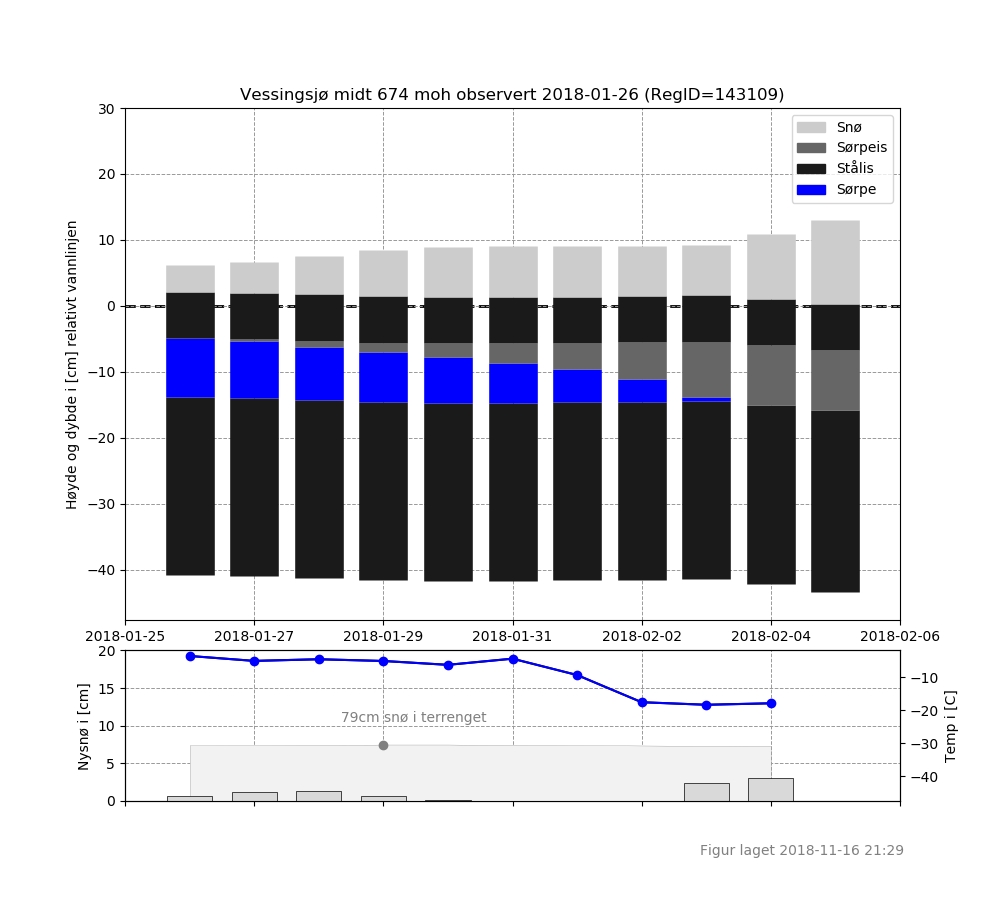 Vessingsjø midt 674 moh observert 2018-01-26 (RegID=143109)
30
20
10
0
−10
−20
−30
−40
Høyde og dybde i [cm] relativt vannlinjen
Snø
Sørpeis
Stålis
Sørpe
2018-01-25
2018-01-27
2018-01-29
2018-01-31
2018-02-02
2018-02-04
2018-02-06
20
15
10
5
0
Nysnø i [cm]
79cm snø i terrenget
−10
−20
−30
−40
Temp i [C]
Figur laget 2018-11-16 21:29